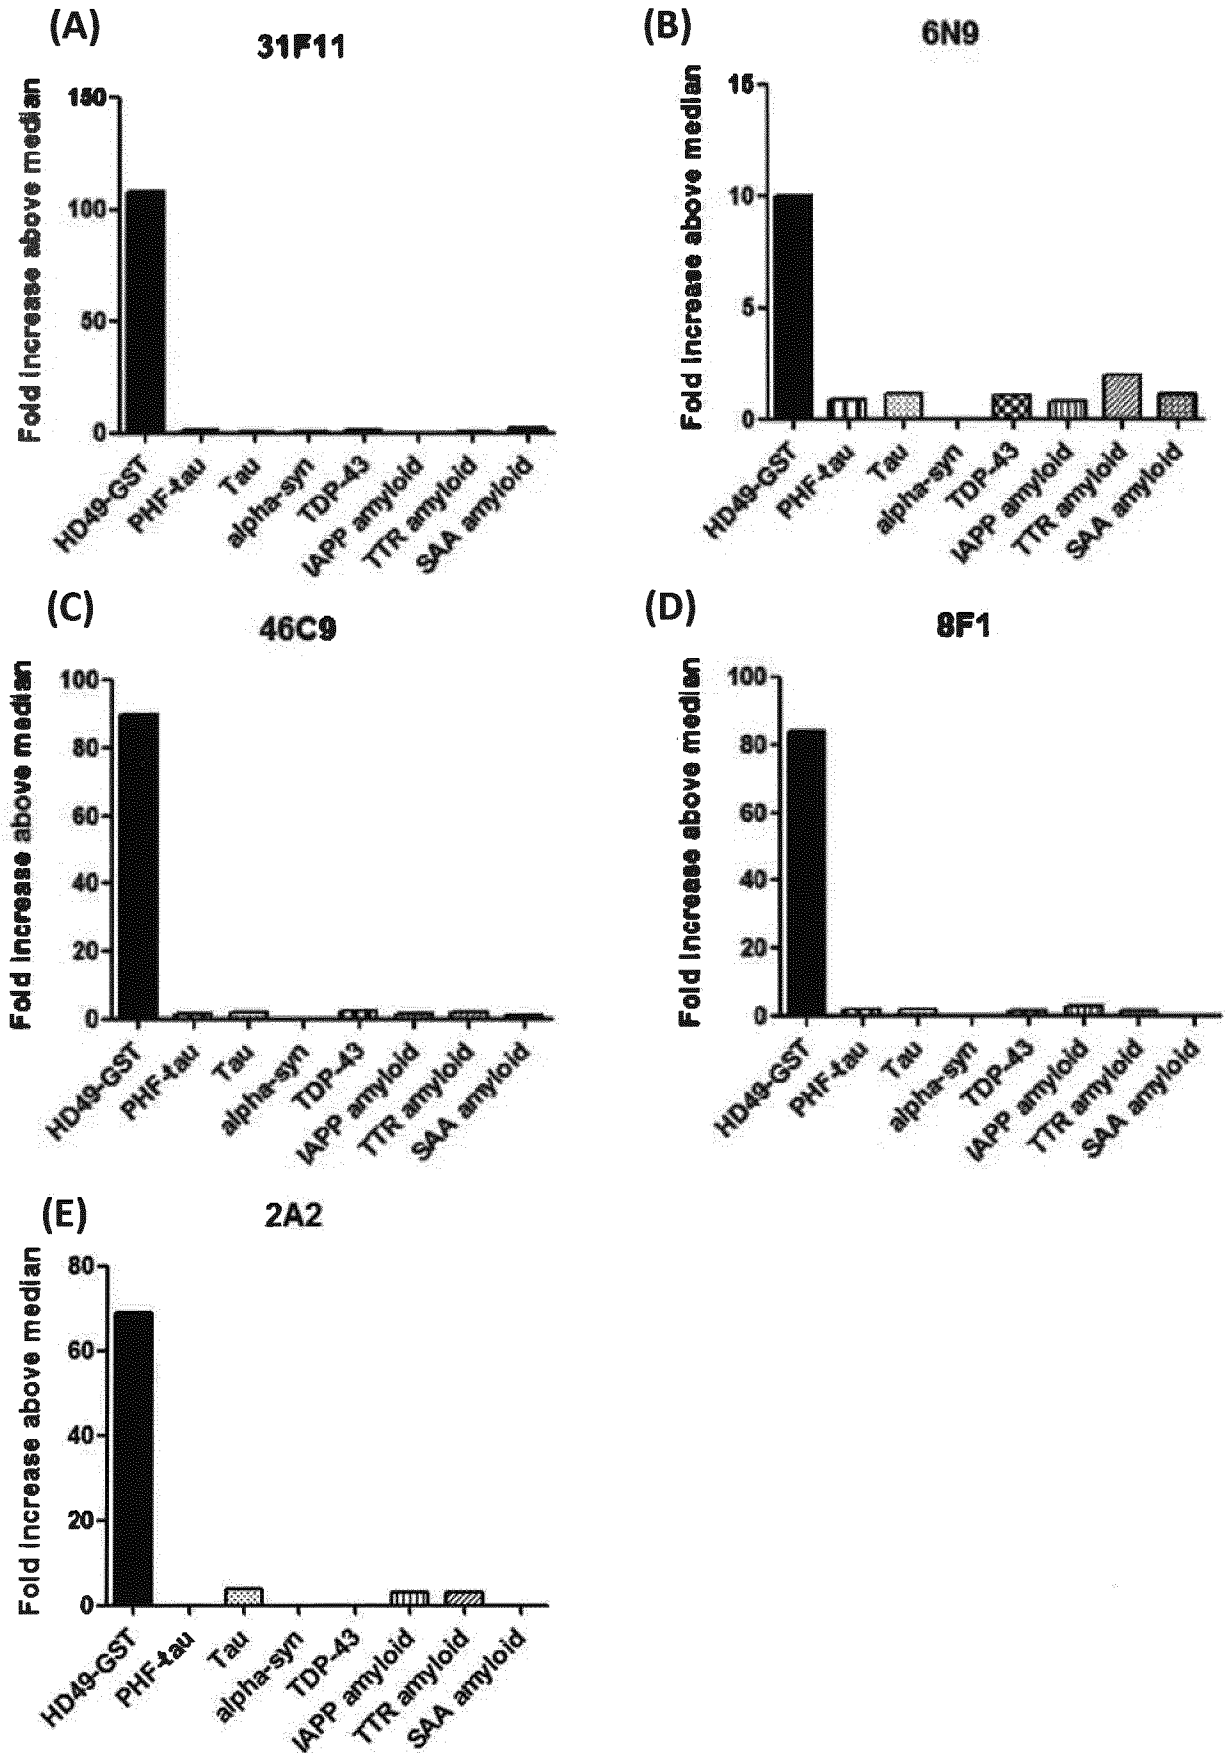 (A)
31F11
Fold increase above median
150
100
50
0
HD49-GST
PHF-tau
Tau
alpha-syn
TDP-43
IAPP amyloid
TTR amyloid
SAA amyloid
(B)
6N9
Fold increase above median
15
10
5
0
HD49-GST
PHF-tau
Tau
alpha-syn
TDP-43
IAPP amyloid
TTR amyloid
SAA amyloid
(C)
46C9
Fold increase above median
100
80
60
40
20
0
HD49-GST
PHF-tau
Tau
alpha-syn
TDP-43
IAPP amyloid
TTR amyloid
SAA amyloid
(D)
8F1
Fold increase above median
100
80
60
40
20
0
HD49-GST
PHF-tau
Tau
alpha-syn
TDP-43
IAPP amyloid
TTR amyloid
SAA amyloid
(E)
2A2
Fold increase above median
80
60
40
20
0
HD49-GST
PHF-tau
Tau
alpha-syn
TDP-43
IAPP amyloid
TTR amyloid
SAA amyloid